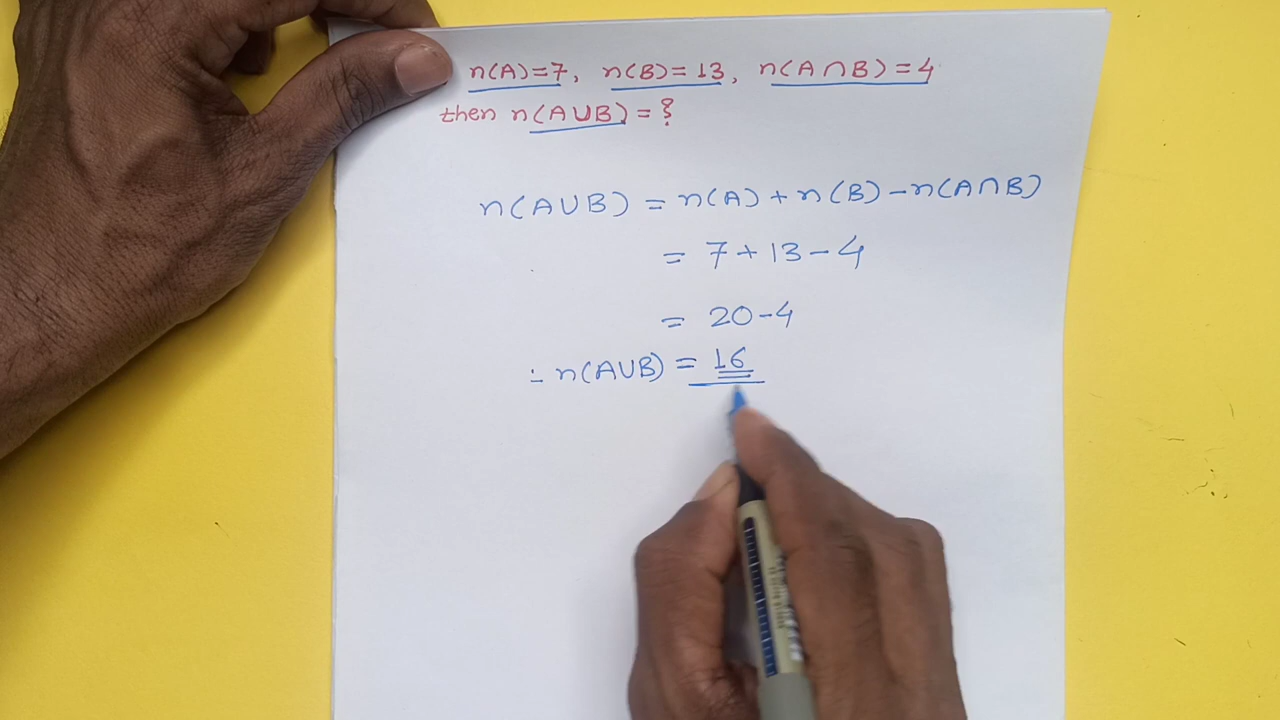 n(A)=7, n(B)=13, n(A∩B)=4
then n(A∪B)=?
n(A∪B) = n(A)+n(B)-n(A∩B)
= 7+13-4
= 20-4
∴ n(A∪B) = 16